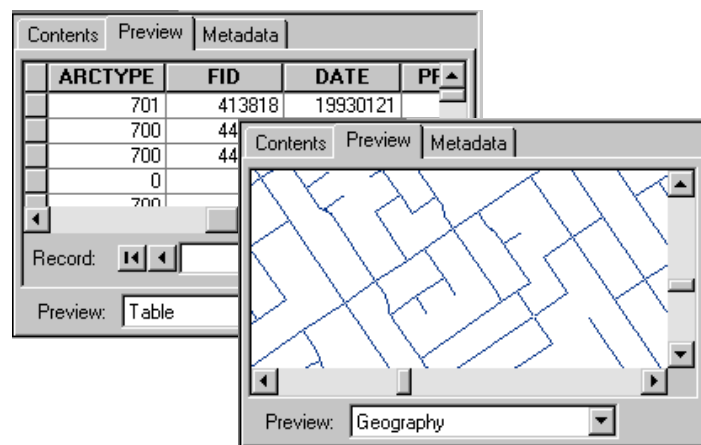 Contents Preview Metadata
ARCTYPE FID DATE
701 413818 19930121
700 44
700 44
0
700
Record:
Preview: Table
Contents Preview Metadata
Preview: Geography